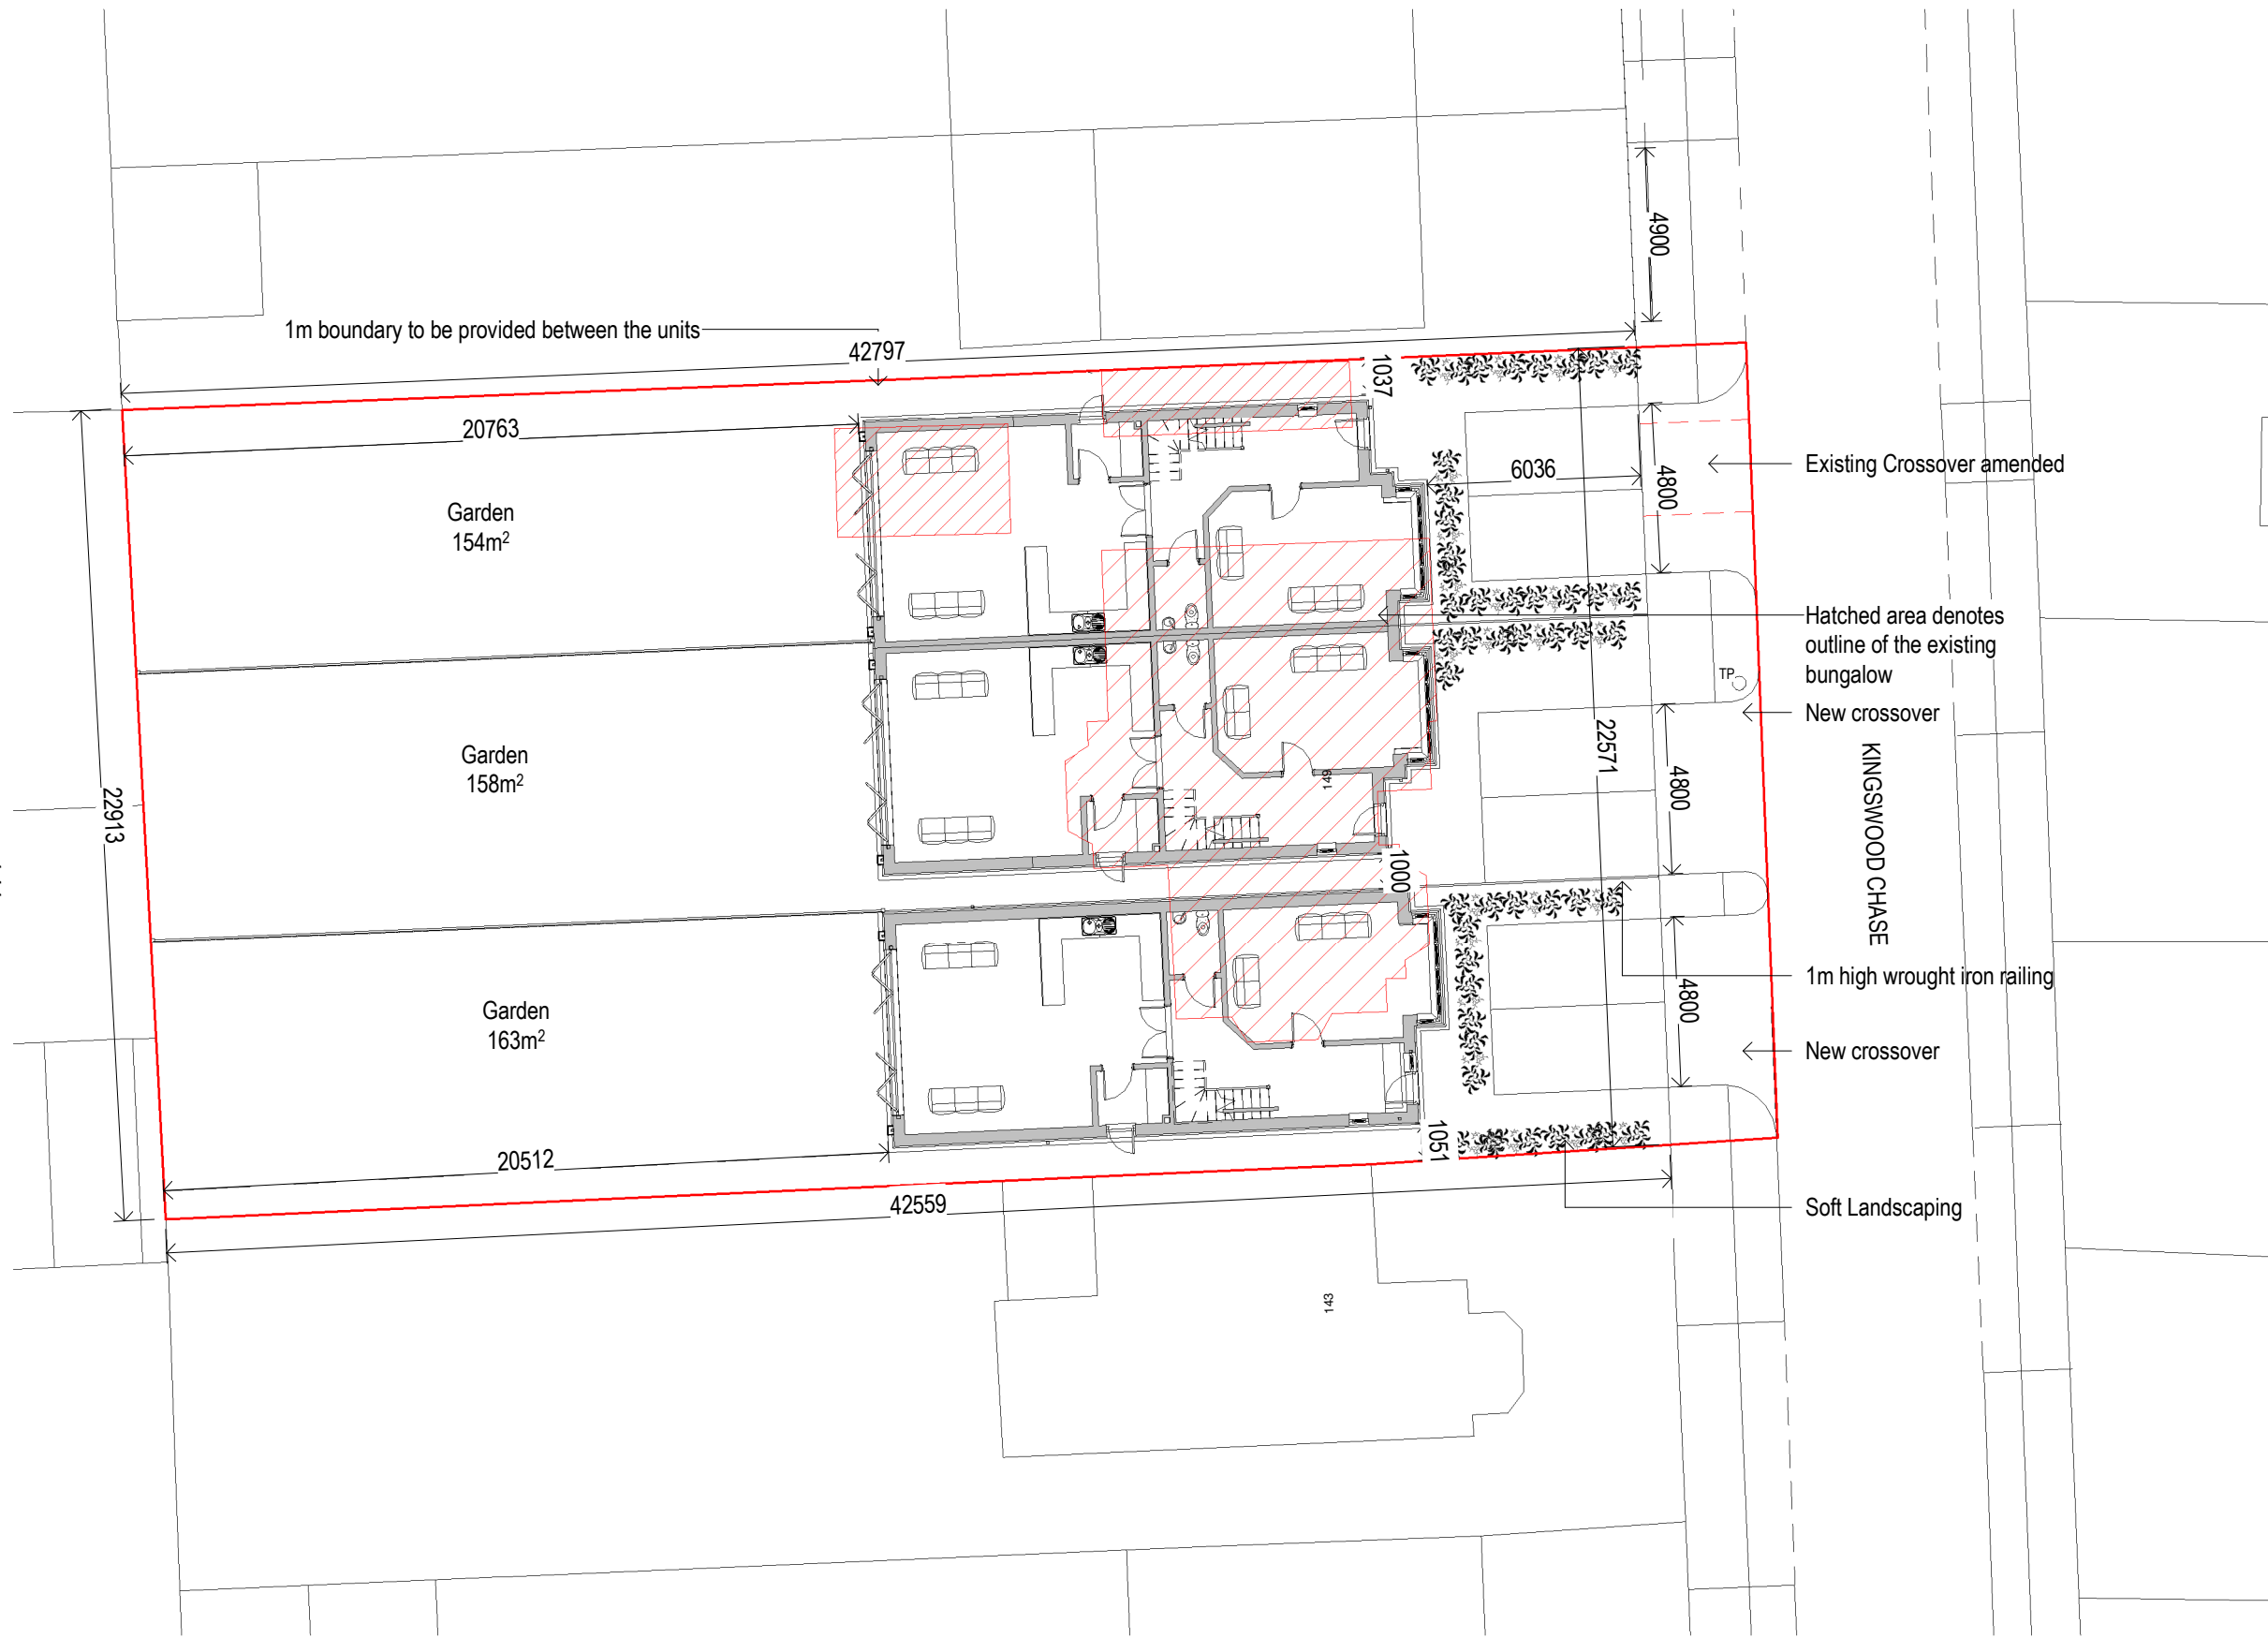 4900
1m boundary to be provided between the units
42797
1037
20763
6036
4800
Existing Crossover amended
Garden
154m²
Hatched area denotes
outline of the existing
bungalow
TP
New crossover
22571
Garden
158m²
149
4800
KINGSWOOD CHASE
22913
1000
1m high wrought iron railing
4800
Garden
163m²
New crossover
1051
20512
42559
Soft Landscaping
143